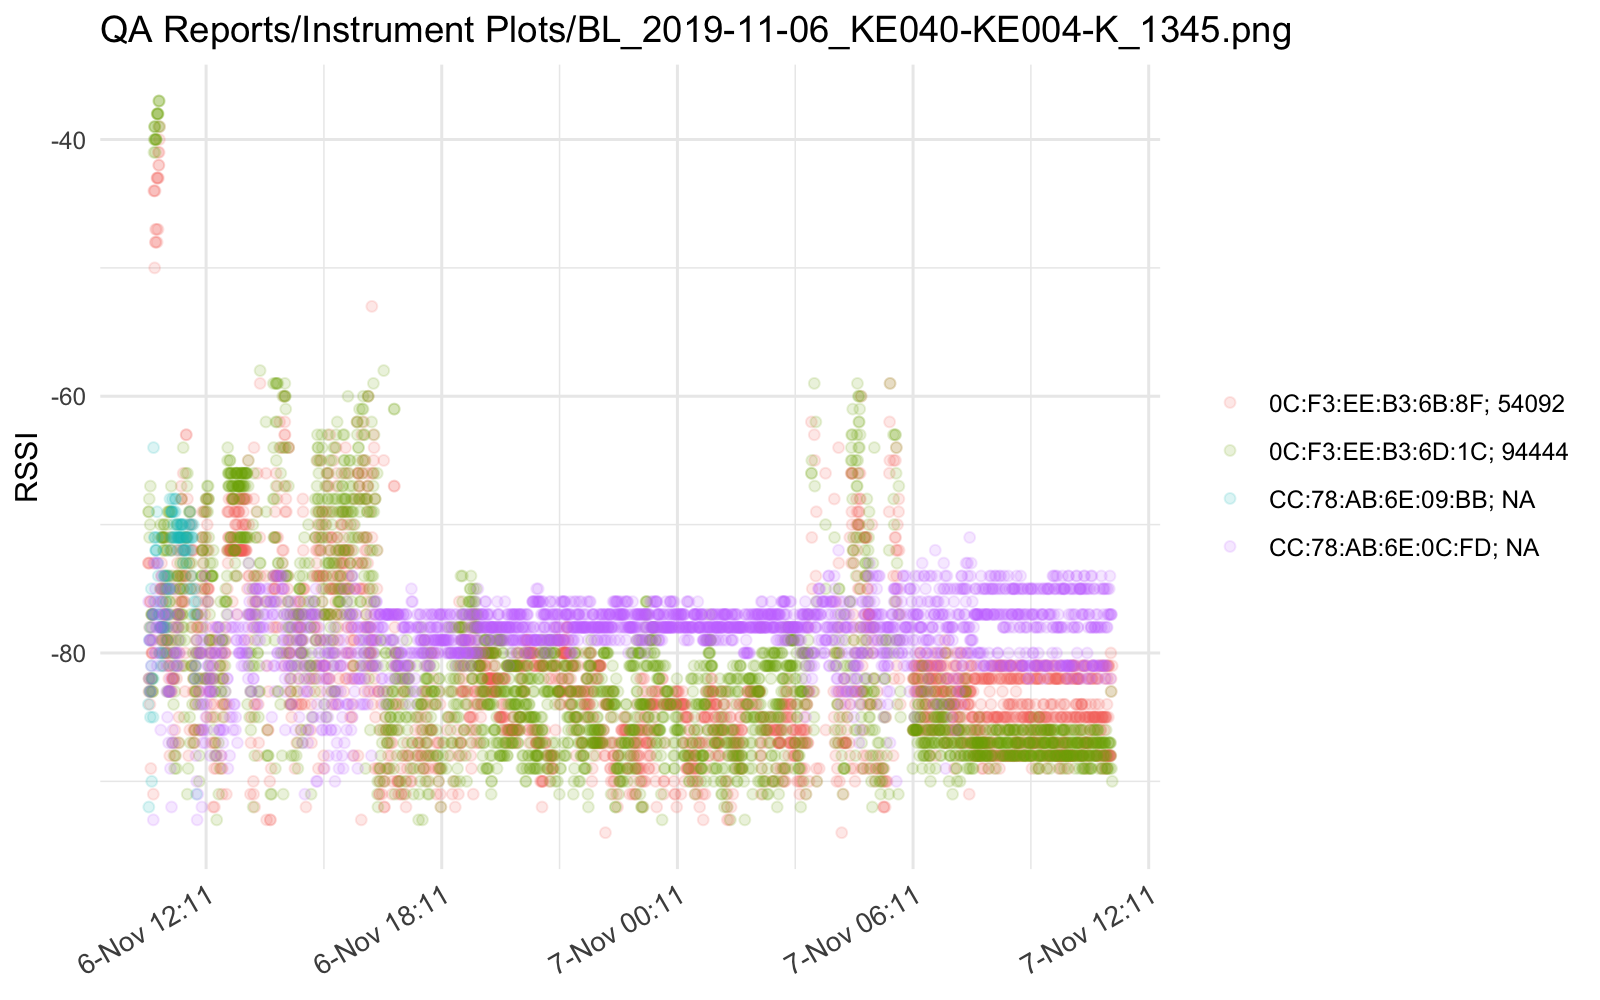 QA Reports/Instrument Plots/BL_2019-11-06_KE040-KE004-K_1345.png
RSSI
-40
-60
-80
6-Nov 12:11
6-Nov 18:11
7-Nov 00:11
7-Nov 06:11
7-Nov 12:11
0C:F3:EE:B3:6B:8F; 54092
0C:F3:EE:B3:6D:1C; 94444
CC:78:AB:6E:09:BB; NA
CC:78:AB:6E:0C:FD; NA